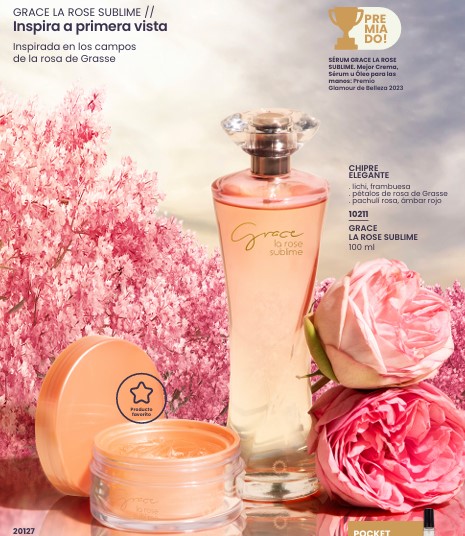 GRACE LA ROSE SUBLIME //
Inspira a primera vista
Inspirada en los campos
de la rosa de Grasse
PRE
MIA
DO!
SÉRUM GRACE LA ROSE
SUBLIME. Mejor Crema,
Sérum u Óleo para las
manos: Premio
Glamour de Belleza 2023
CHIPRE
ELEGANTE
. lichi, frambuesa
. pétalos de rosa de Grasse
. pachulí rosa, ámbar rojo
10211
GRACE
LA ROSE SUBLIME
100 ml
Grace
la rose
sublime
Producto
favorito
Grace
20127
POCKET